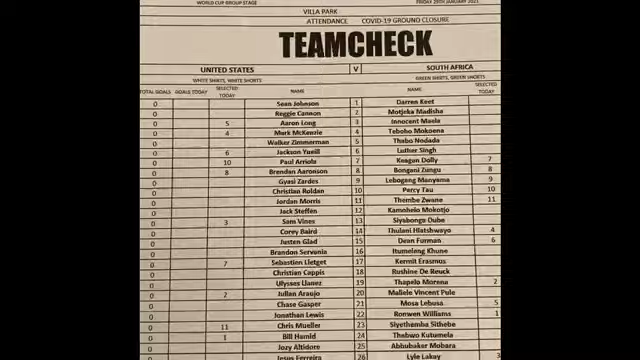 WORLD CUP GROUP STAGE FRIDAY 29TH JANUARY 2021
VILLA PARK
ATTENDANCE COVID-19 GROUND CLOSURE
TEAMCHECK
UNITED STATES V SOUTH AFRICA
WHITE SHIRTS, WHITE SHORTS GREEN SHIRTS, GREEN SHORTS
TOTAL GOALS GOALS TODAY SELECTED TODAY NAME NAME SELECTED TODAY
0 Sean Johnson 1 Darren Keet
0 Reggie Cannon 2 Motjeka Madisha
0 5 Aaron Long 3 Innocent Maela
0 4 Mark McKenzie 4 Teboho Mokoena
0 Walker Zimmerman 5 Thabo Nodada
0 6 Jackson Yueill 6 Luther Singh
0 10 Paul Arriola 7 Keagan Dolly 7
0 8 Brendan Aaronson 8 Bongani Zungu 8
0 Gyasi Zardes 9 Lebogang Manyama 9
0 Christian Roldan 10 Percy Tau 10
0 Jordan Morris 11 Thembe Zwane 11
0 Jack Steffen 12 Kamohelo Mokotjo
0 3 Sam Vines 13 Siyabonga Dube
0 Corey Baird 14 Thulani Hlatshwayo 4
0 Justen Glad 15 Dean Furman 6
0 Brandon Servania 16 Itumeleng Khune
0 7 Sebastien Lletget 17 Kermit Erasmus
0 Christian Cappis 18 Rushine De Reuck
0 Ulysses Llanez 19 Thapelo Morena 2
0 2 Julian Araujo 20 Maliele Vincent Pule
0 Chase Gasper 21 Mosa Lebusa 5
0 Jonathan Lewis 22 Ronwen Williams 1
0 11 Chris Mueller 23 Siyethemba Sithebe
0 1 Bill Hamid 24 Thabwo Kutumela
0 Jozy Altidore 25 Abbubaker Mobara
Jesus Ferreira 26 Lyle Lakay 3